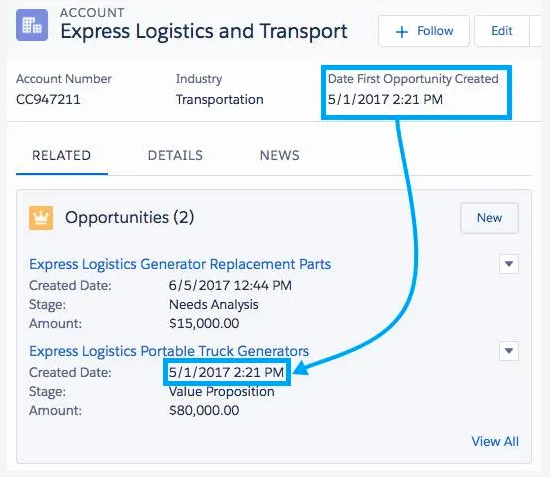 ACCOUNT
Express Logistics and Transport
+ Follow
Edit
Account Number
CC947211
Industry
Transportation
Date First Opportunity Created
5/1/2017 2:21 PM
RELATED DETAILS NEWS
Opportunities (2)
New
Express Logistics Generator Replacement Parts
Created Date: 6/5/2017 12:44 PM
Stage: Needs Analysis
Amount: $15,000.00
Express Logistics Portable Truck Generators
Created Date: 5/1/2017 2:21 PM
Stage: Value Proposition
Amount: $80,000.00
View All